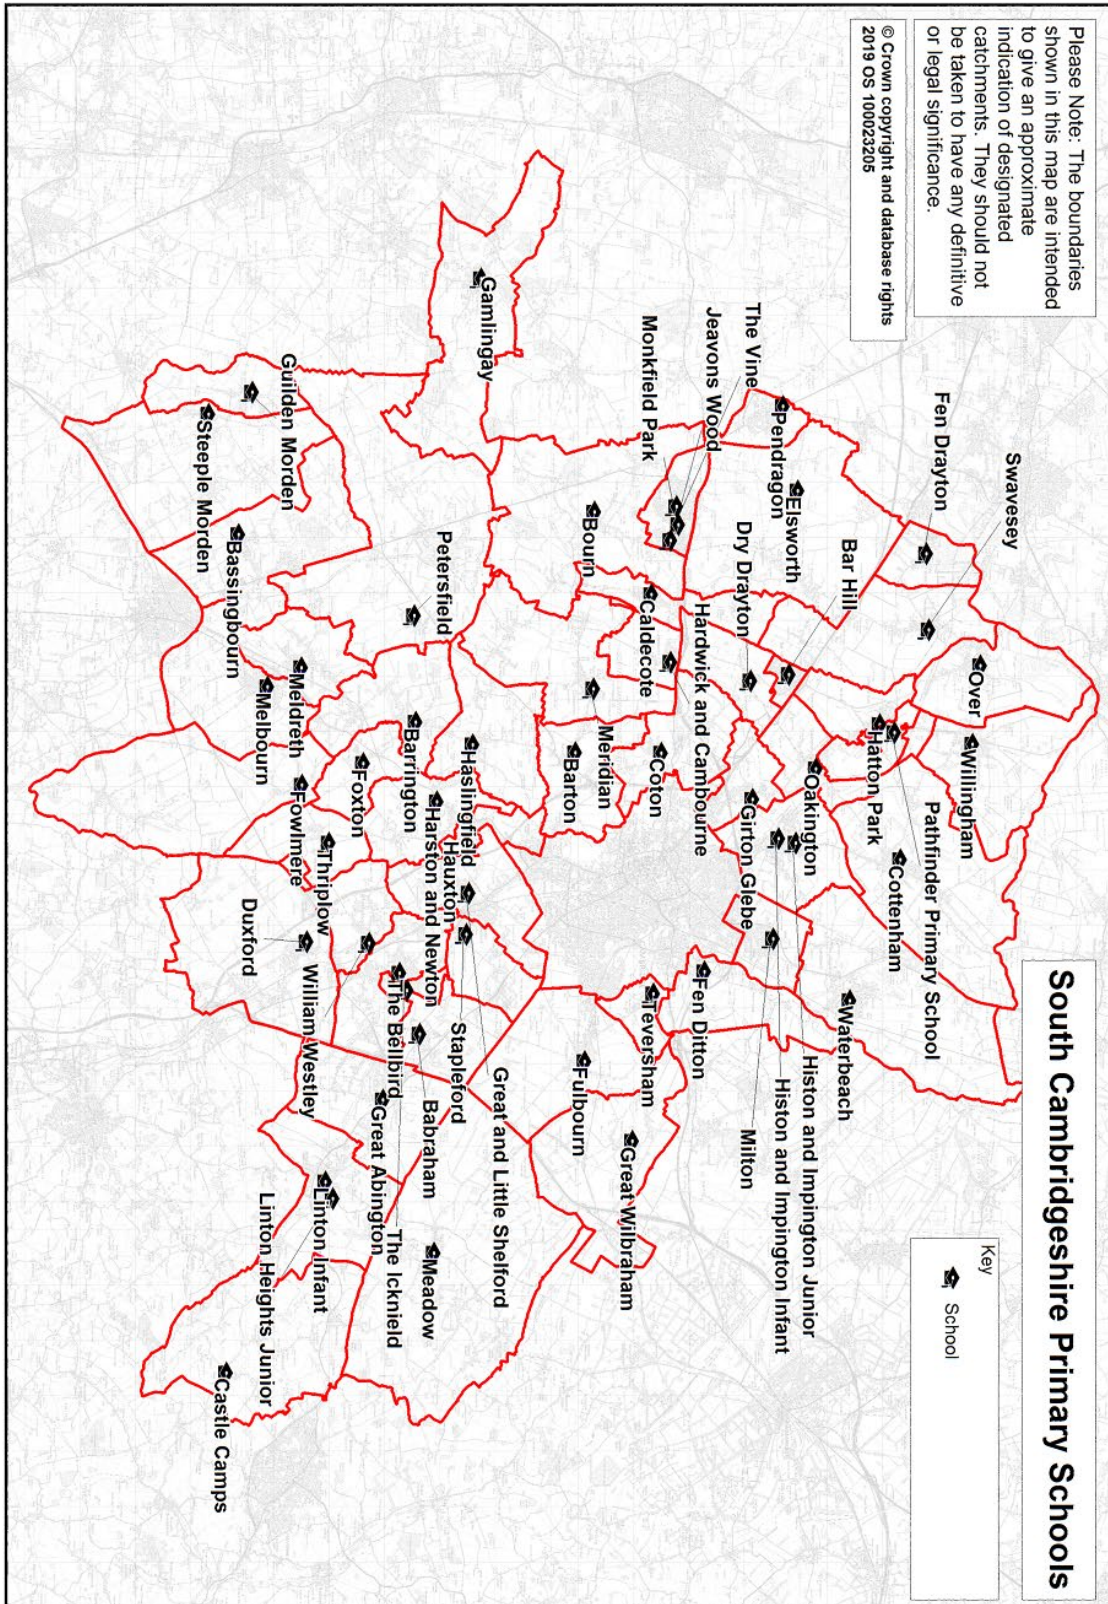 South Cambridgeshire Primary Schools
Please Note: The boundaries
shown in this map are intended
to give an approximate
indication of designated
catchments. They should not
be taken to have any definitive
or legal significance.
© Crown copyright and database rights
2019 OS 100023205
Key
School
Swavesey
Fen Drayton
Over
Willingham
Pathfinder Primary School
Hatton Park
Cottenham
Waterbeach
Bar Hill
Oakington
Histon and Impington Junior
Histon and Impington Infant
Milton
Girton Glebe
Elsworth
Pendragon
Dry Drayton
The Vine
Jeavons Wood
Monkfield Park
Hardwick and Cambourne
Caldecote
Coton
Fen Ditton
Teversham
Great Wilbraham
Bourn
Meridian
Barton
Fulbourn
Gamlingay
Haslingfield
Great and Little Shelford
Stapleford
Harston and Newton
Hauxton
Petersfield
Barrington
Babraham
Meadow
The Bellbird
The Icknield
Foxton
Great Abington
William Westley
Thriplow
Fowlmere
Meldreth
Melbourn
Linton Infant
Linton Heights Junior
Guilden Morden
Steeple Morden
Bassingbourn
Duxford
Castle Camps